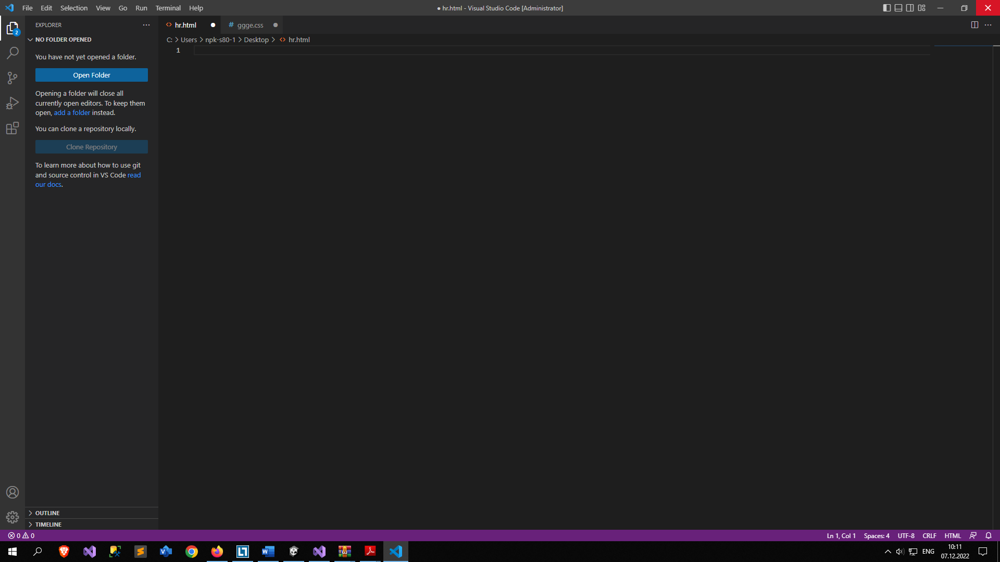 File Edit Selection View Go Run Terminal Help
● hr.html - Visual Studio Code [Administrator]
EXPLORER
hr.html
# ggge.css
NO FOLDER OPENED
C: > Users > npk-s80-1 > Desktop > hr.html
1
You have not yet opened a folder.
Open Folder
Opening a folder will close all
currently open editors. To keep them
open, add a folder instead.
You can clone a repository locally.
Clone Repository
To learn more about how to use git
and source control in VS Code read
our docs.
2
OUTLINE
TIMELINE
0 0
Ln 1, Col 1 Spaces: 4 UTF-8 CRLF HTML
ENG
10:11
07.12.2022